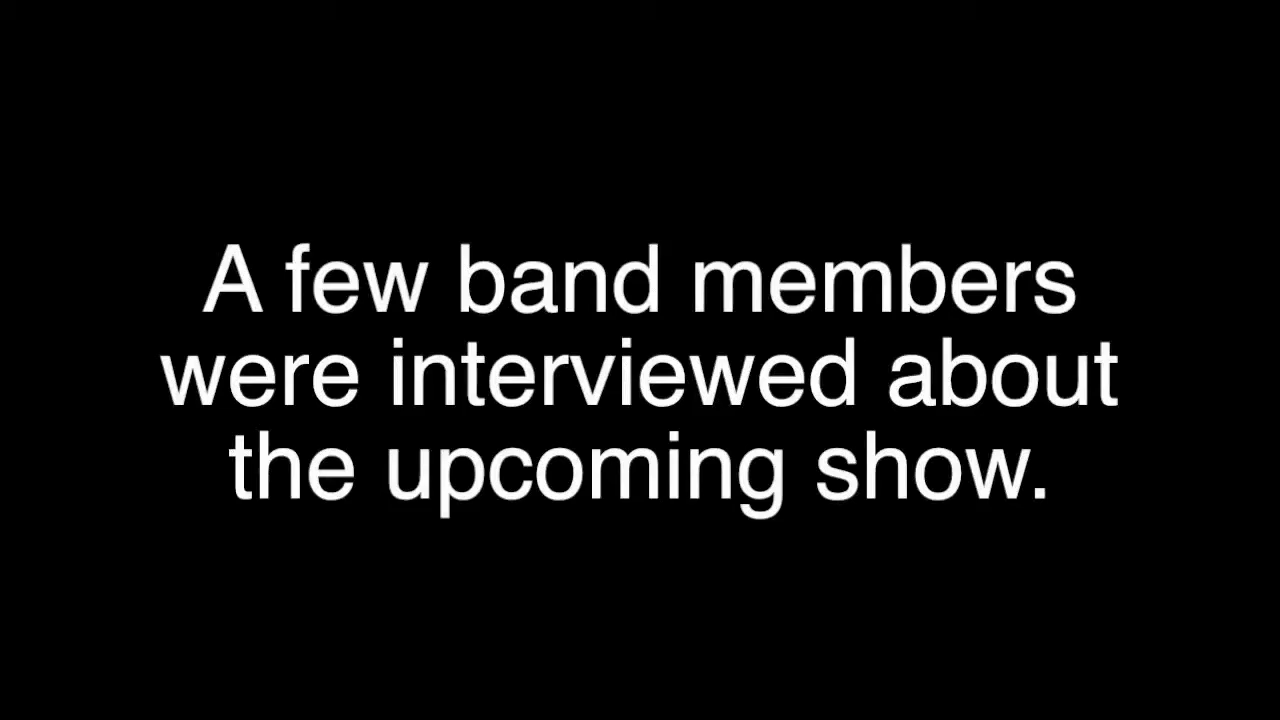 A few band members
were interviewed about
the upcoming show.